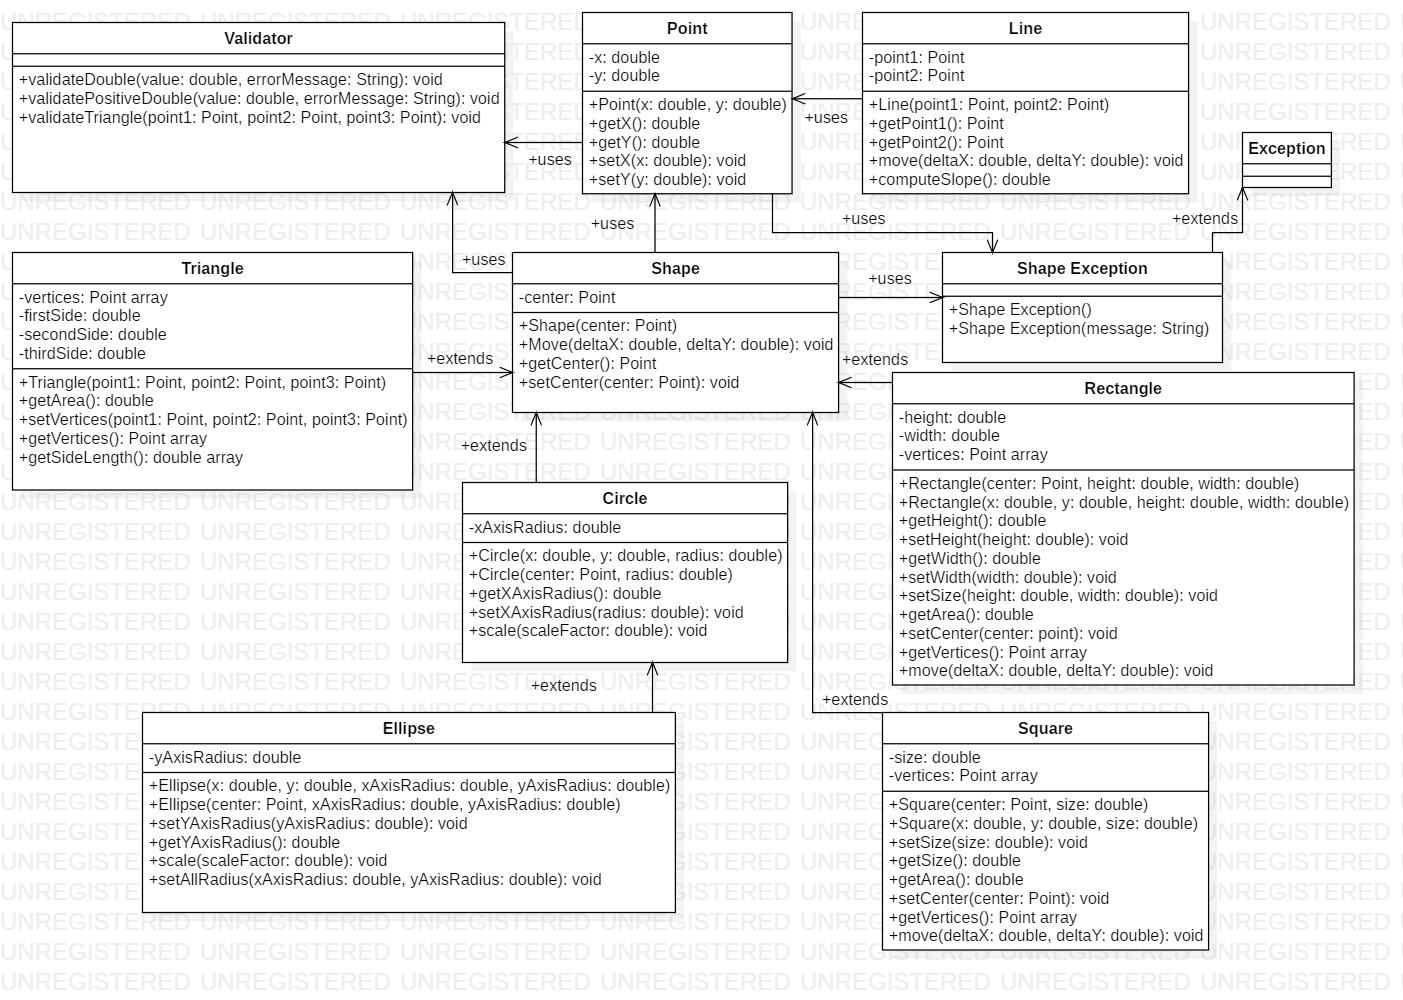 Validator
+validateDouble(value: double, errorMessage: String): void
+validatePositiveDouble(value: double, errorMessage: String): void
+validateTriangle(point1: Point, point2: Point, point3: Point): void
Point
-x: double
-y: double
+Point(x: double, y: double)
+getX(): double
+getY(): double
+setX(x: double): void
+setY(y: double): void
Line
-point1: Point
-point2: Point
+Line(point1: Point, point2: Point)
+getPoint1(): Point
+getPoint2(): Point
+move(deltaX: double, deltaY: double): void
+computeSlope(): double
Exception
+uses
+uses
+uses
+uses
+extends
+uses
Triangle
-vertices: Point array
-firstSide: double
-secondSide: double
-thirdSide: double
+Triangle(point1: Point, point2: Point, point3: Point)
+getArea(): double
+setVertices(point1: Point, point2: Point, point3: Point)
+getVertices(): Point array
+getSideLength(): double array
+extends
Shape
-center: Point
+Shape(center: Point)
+Move(deltaX: double, deltaY: double): void
+getCenter(): Point
+setCenter(center: Point): void
+uses
Shape Exception
+Shape Exception()
+Shape Exception(message: String)
+extends
Rectangle
-height: double
-width: double
-vertices: Point array
+Rectangle(center: Point, height: double, width: double)
+Rectangle(x: double, y: double, height: double, width: double)
+getHeight(): double
+setHeight(height: double): void
+getWidth(): double
+setWidth(width: double): void
+setSize(height: double, width: double): void
+getArea(): double
+setCenter(center: point): void
+getVertices(): Point array
+move(deltaX: double, deltaY: double): void
+extends
Circle
-xAxisRadius: double
+Circle(x: double, y: double, radius: double)
+Circle(center: Point, radius: double)
+getXAxisRadius(): double
+setXAxisRadius(radius: double): void
+scale(scaleFactor: double): void
+extends
+extends
Ellipse
-yAxisRadius: double
+Ellipse(x: double, y: double, xAxisRadius: double, yAxisRadius: double)
+Ellipse(center: Point, xAxisRadius: double, yAxisRadius: double)
+setYAxisRadius(yAxisRadius: double): void
+getYAxisRadius(): double
+scale(scaleFactor: double): void
+setAllRadius(xAxisRadius: double, yAxisRadius: double): void
Square
-size: double
-vertices: Point array
+Square(center: Point, size: double)
+Square(x: double, y: double, size: double)
+setSize(size: double): void
+getSize(): double
+getArea(): double
+setCenter(center: Point): void
+getVertices(): Point array
+move(deltaX: double, deltaY: double): void
UNREGISTERED